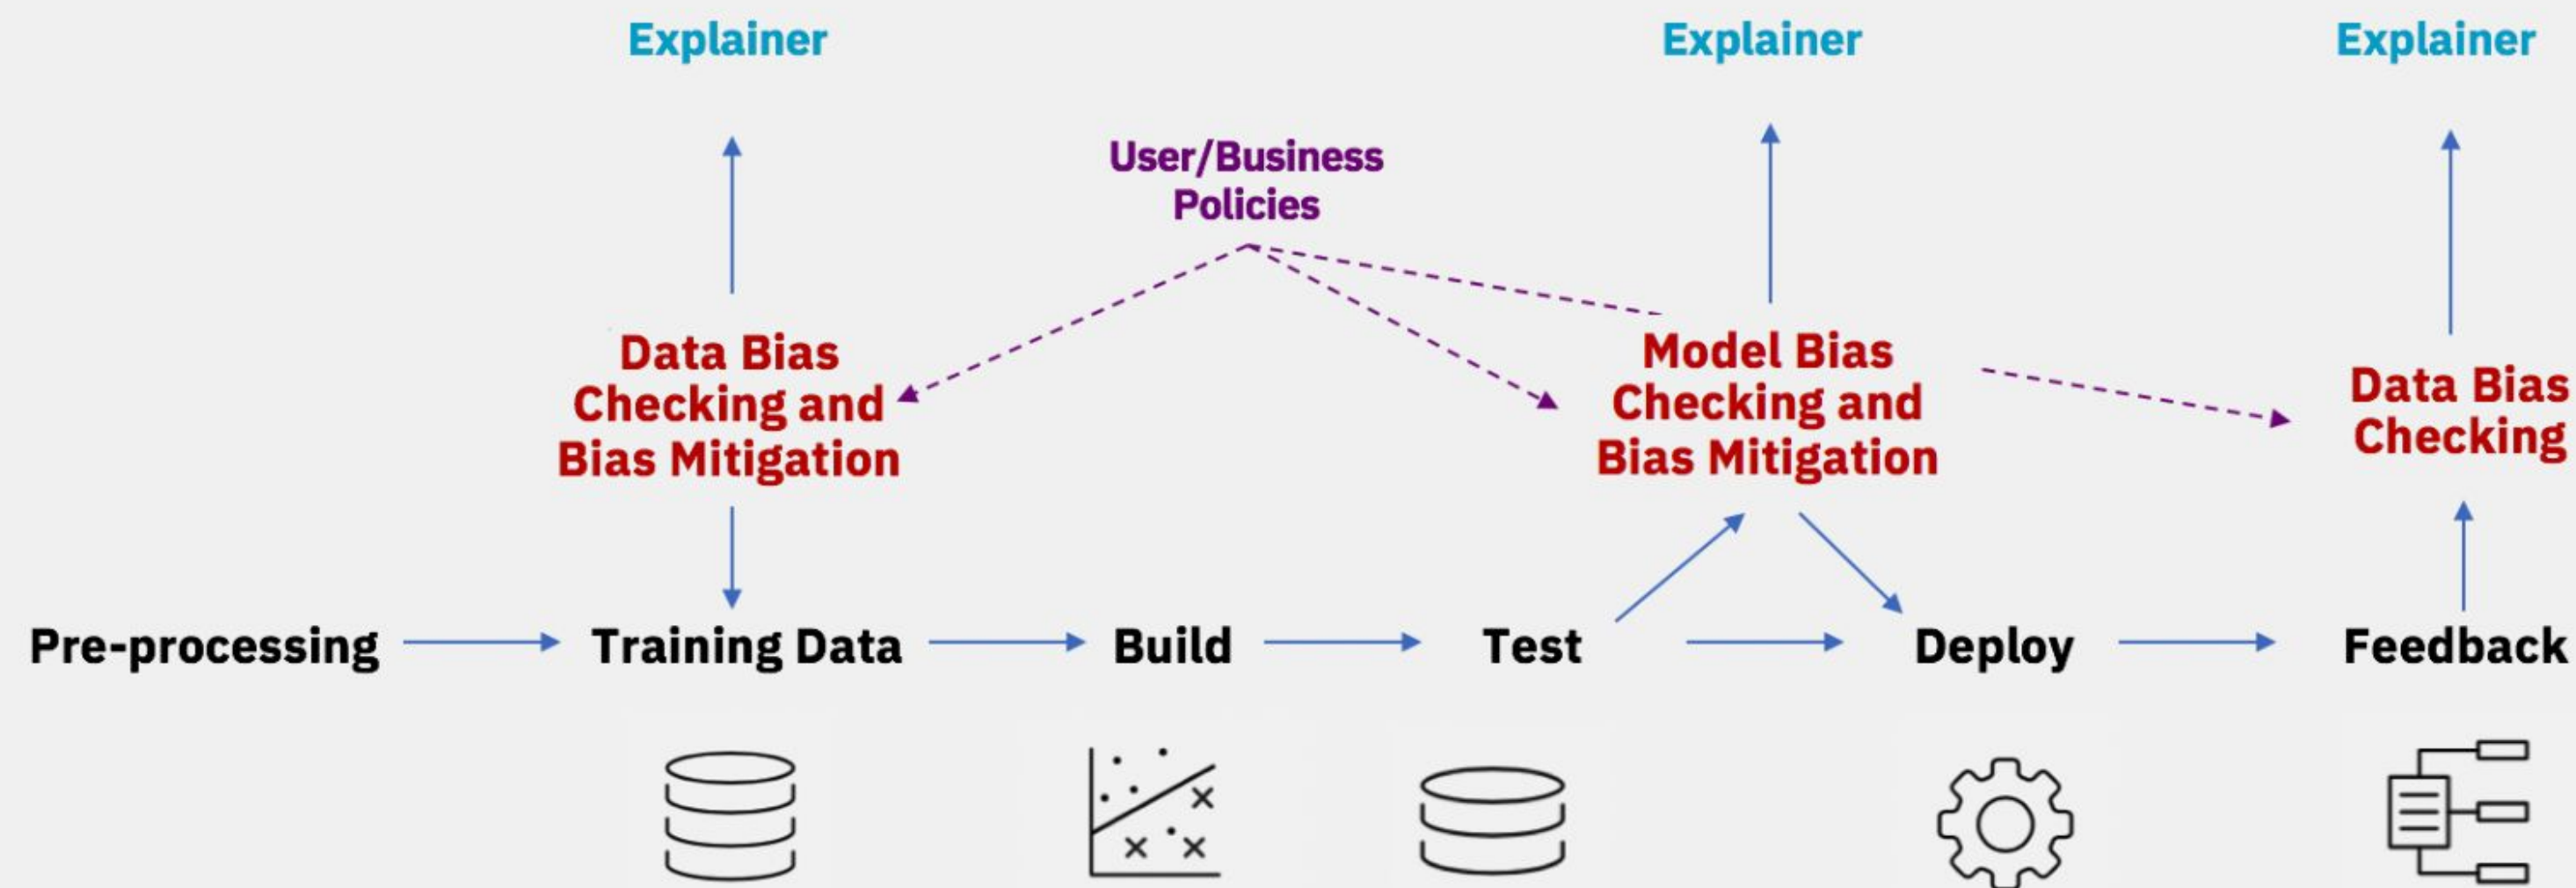 Explainer
Explainer
Explainer
User/Business
Policies
Data Bias
Checking and
Bias Mitigation
Model Bias
Checking and
Bias Mitigation
Data Bias
Checking
Pre-processing
Training Data
Build
Test
Deploy
Feedback